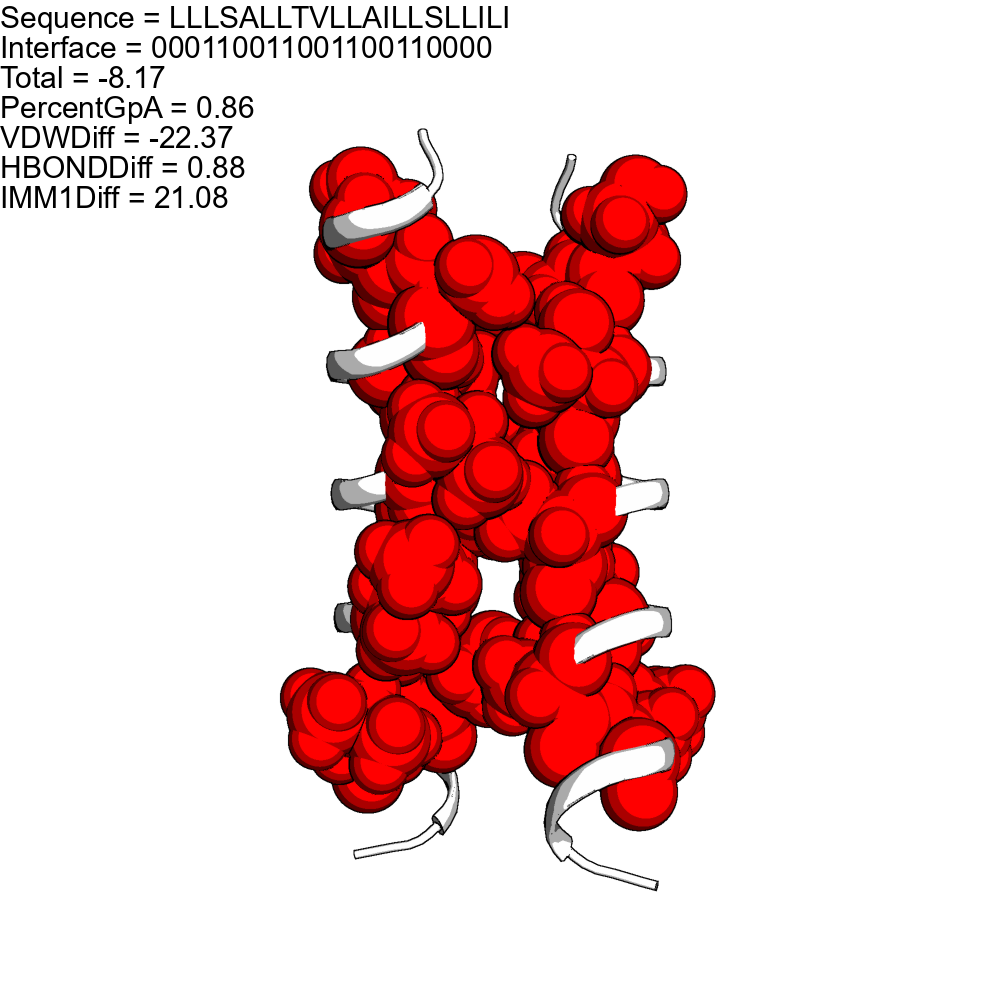 Sequence = LLLSALLTVLLAILLSLLILI
Interface = 000110011001100110000
Total = -8.17
PercentGpA = 0.86
VDWDiff = -22.37
HBONDDiff = 0.88
IMM1Diff = 21.08